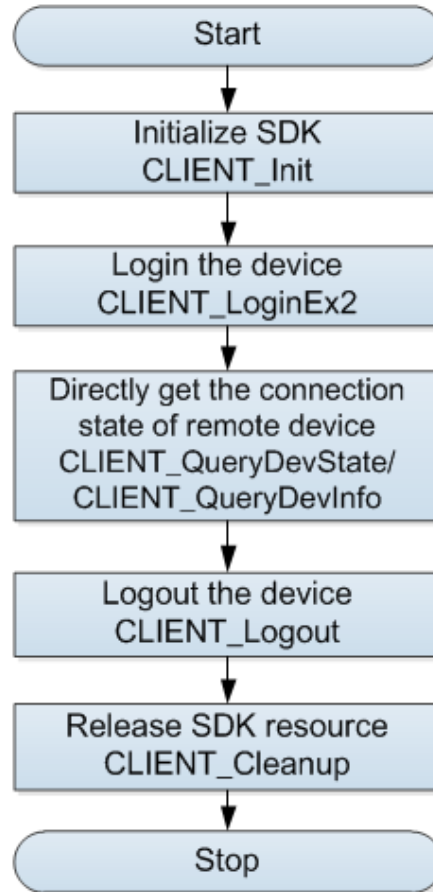 Start
Initialize SDK
CLIENT_Init
Login the device
CLIENT_LoginEx2
Directly get the connection
state of remote device
CLIENT_QueryDevState/
CLIENT_QueryDevInfo
Logout the device
CLIENT_Logout
Release SDK resource
CLIENT_Cleanup
Stop